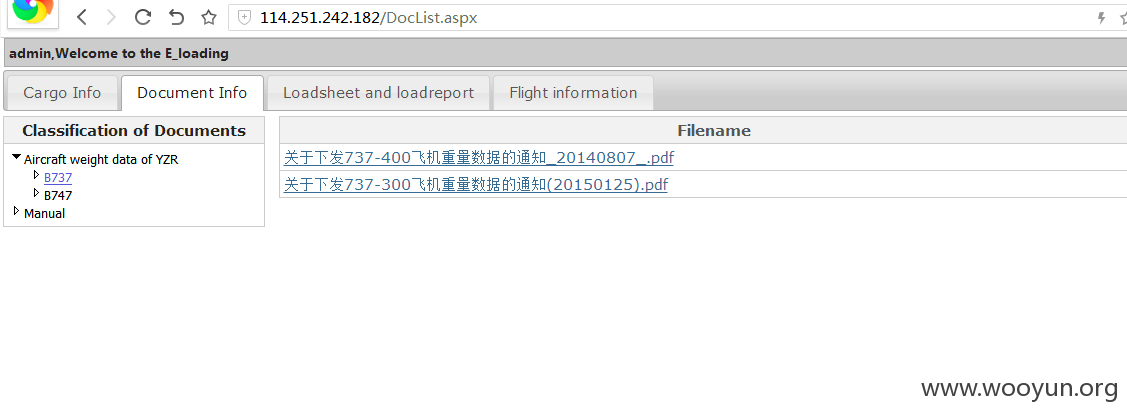 114.251.242.182/DocList.aspx
admin,Welcome to the E_loading
Cargo Info Document Info Loadsheet and loadreport Flight information
Classification of Documents
Aircraft weight data of YZR
B737
B747
Manual
Filename
关于下发737-400飞机重量数据的通知_20140807_.pdf
关于下发737-300飞机重量数据的通知(20150125).pdf
www.wooyun.org